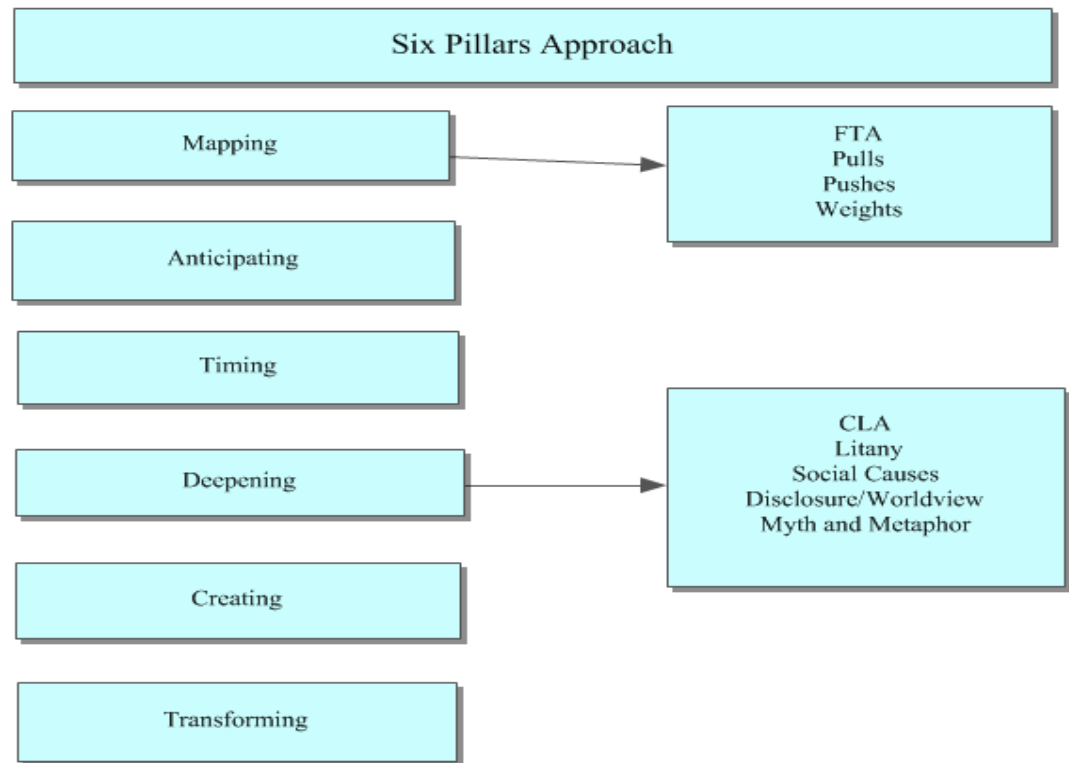 Six Pillars Approach
Mapping
FTA
Pulls
Pushes
Weights
Anticipating
Timing
Deepening
CLA
Litany
Social Causes
Disclosure/Worldview
Myth and Metaphor
Creating
Transforming